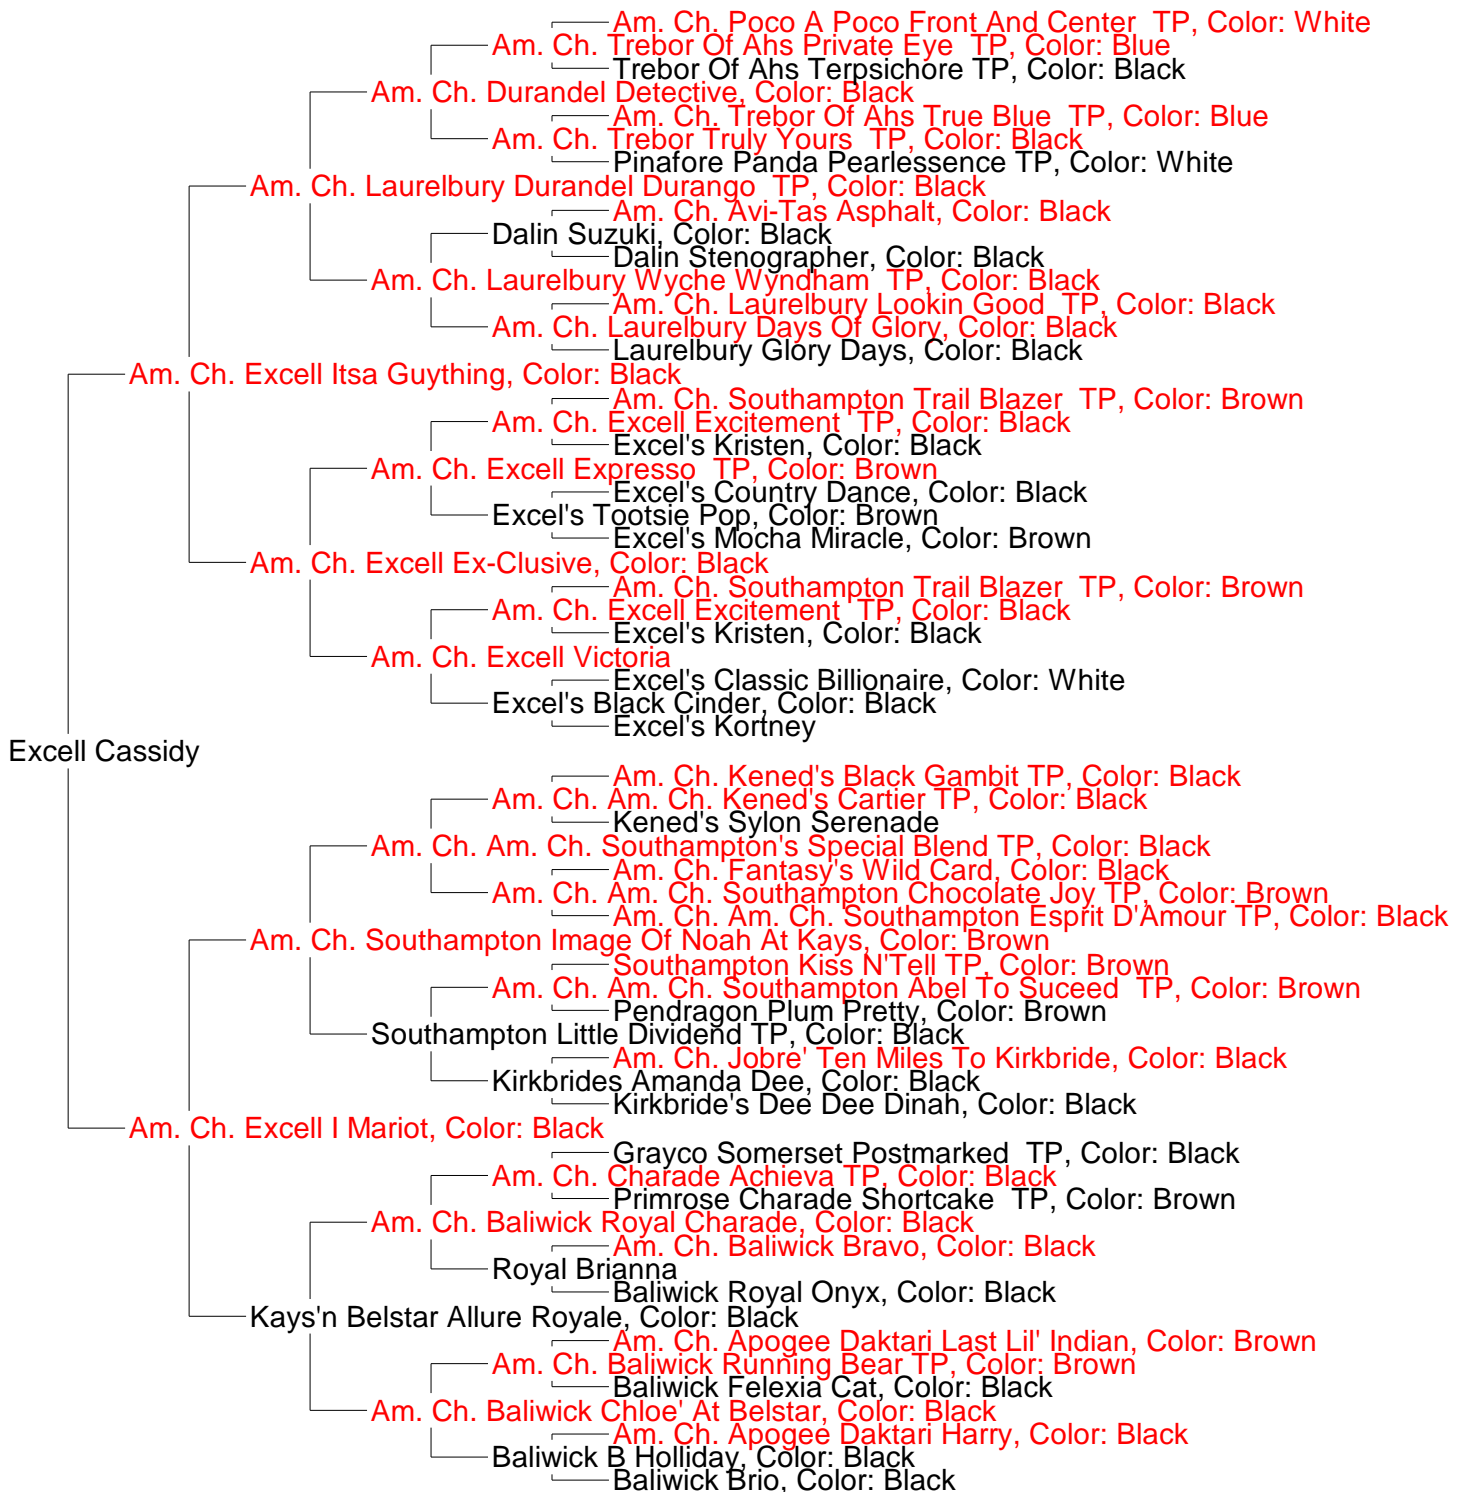 Am. Ch. Poco A Poco Front And Center  TP, Color: White
Am. Ch. Trebor Of Ahs Private Eye  TP, Color: Blue
Trebor Of Ahs Terpsichore TP, Color: Black
Am. Ch. Durandel Detective, Color: Black
Am. Ch. Trebor Of Ahs True Blue  TP, Color: Blue
Am. Ch. Trebor Truly Yours  TP, Color: Black
Pinafore Panda Pearlessence TP, Color: White
Am. Ch. Laurelbury Durandel Durango  TP, Color: Black
Am. Ch. Avi-Tas Asphalt, Color: Black
Dalin Suzuki, Color: Black
Dalin Stenographer, Color: Black
Am. Ch. Laurelbury Wyche Wyndham  TP, Color: Black
Am. Ch. Laurelbury Lookin Good  TP, Color: Black
Am. Ch. Laurelbury Days Of Glory, Color: Black
Laurelbury Glory Days, Color: Black
Am. Ch. Excell Itsa Guything, Color: Black
Am. Ch. Southampton Trail Blazer  TP, Color: Brown
Am. Ch. Excell Excitement  TP, Color: Black
Excel's Kristen, Color: Black
Am. Ch. Excell Expresso  TP, Color: Brown
Excel's Country Dance, Color: Black
Excel's Tootsie Pop, Color: Brown
Excel's Mocha Miracle, Color: Brown
Am. Ch. Excell Ex-Clusive, Color: Black
Am. Ch. Southampton Trail Blazer  TP, Color: Brown
Am. Ch. Excell Excitement  TP, Color: Black
Excel's Kristen, Color: Black
Am. Ch. Excell Victoria
Excel's Classic Billionaire, Color: White
Excel's Black Cinder, Color: Black
Excel's Kortney
Excell Cassidy
Am. Ch. Kened's Black Gambit TP, Color: Black
Am. Ch. Am. Ch. Kened's Cartier TP, Color: Black
Kened's Sylon Serenade
Am. Ch. Am. Ch. Southampton's Special Blend TP, Color: Black
Am. Ch. Fantasy's Wild Card, Color: Black
Am. Ch. Am. Ch. Southampton Chocolate Joy TP, Color: Brown
Am. Ch. Am. Ch. Southampton Esprit D'Amour TP, Color: Black
Am. Ch. Southampton Image Of Noah At Kays, Color: Brown
Southampton Kiss N'Tell TP, Color: Brown
Am. Ch. Am. Ch. Southampton Abel To Suceed  TP, Color: Brown
Pendragon Plum Pretty, Color: Brown
Southampton Little Dividend TP, Color: Black
Am. Ch. Jobre' Ten Miles To Kirkbride, Color: Black
Kirkbrides Amanda Dee, Color: Black
Kirkbride's Dee Dee Dinah, Color: Black
Am. Ch. Excell I Mariot, Color: Black
Grayco Somerset Postmarked  TP, Color: Black
Am. Ch. Charade Achieva TP, Color: Black
Primrose Charade Shortcake  TP, Color: Brown
Am. Ch. Baliwick Royal Charade, Color: Black
Am. Ch. Baliwick Bravo, Color: Black
Royal Brianna
Baliwick Royal Onyx, Color: Black
Kays'n Belstar Allure Royale, Color: Black
Am. Ch. Apogee Daktari Last Lil' Indian, Color: Brown
Am. Ch. Baliwick Running Bear TP, Color: Brown
Baliwick Felexia Cat, Color: Black
Am. Ch. Baliwick Chloe' At Belstar, Color: Black
Am. Ch. Apogee Daktari Harry, Color: Black
Baliwick B Holliday, Color: Black
Baliwick Brio, Color: Black